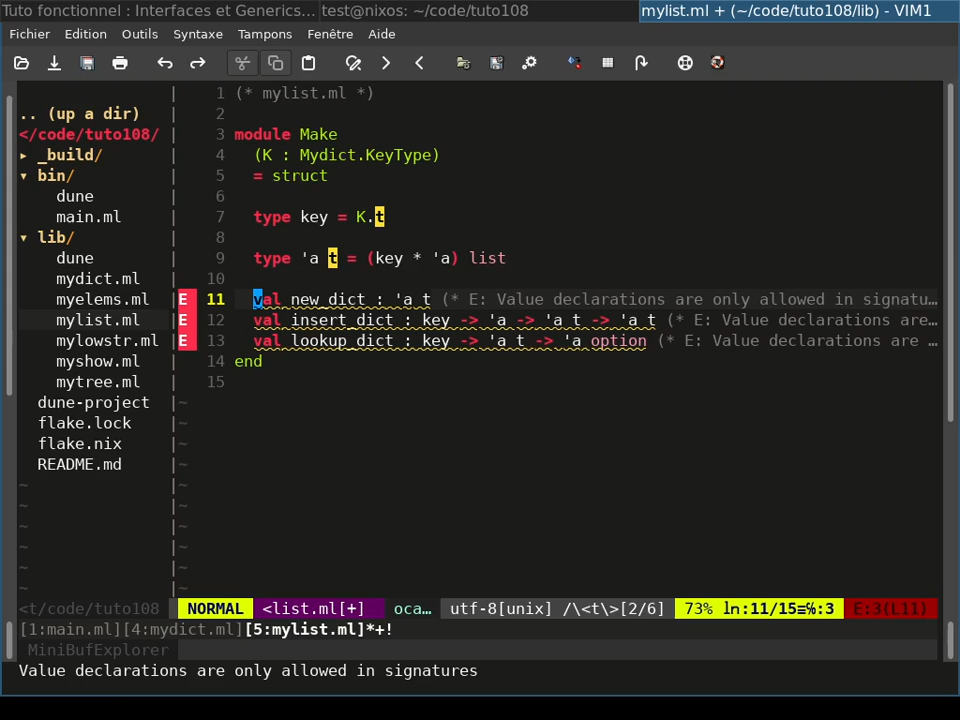 Tuto fonctionnel : Interfaces et Generics... test@nixos: ~/code/tuto108 mylist.ml + (~/code/tuto108/lib) - VIM1
Fichier Edition Outils Syntaxe Tampons Fenêtre Aide
1 (* mylist.ml *)
.. (up a dir) 2
</code/tuto108/ 3 module Make
▸ _build/ 4 (K : Mydict.KeyType)
▾ bin/ 5 = struct
dune 6
main.ml 7 type key = K.t
▾ lib/ 8
dune 9 type 'a t = (key * 'a) list
mydict.ml 10
myelems.ml E 11 val new_dict : 'a t (* E: Value declarations are only allowed in signatu…
mylist.ml E 12 val insert_dict : key -> 'a -> 'a t -> 'a t (* E: Value declarations are…
mylowstr.ml E 13 val lookup_dict : key -> 'a t -> 'a option (* E: Value declarations are …
myshow.ml 14 end
mytree.ml 15
dune-project ~
flake.lock ~
flake.nix ~
README.md ~
~ ~
~ ~
~ ~
~ ~
~ ~
~ ~
<t/code/tuto108 NORMAL <list.ml[+] oca… utf-8[unix] /\<t\>[2/6] 73% ln:11/15≡℅:3 E:3(L11)
[1:main.ml][4:mydict.ml][5:mylist.ml]*+!
MiniBufExplorer
Value declarations are only allowed in signatures